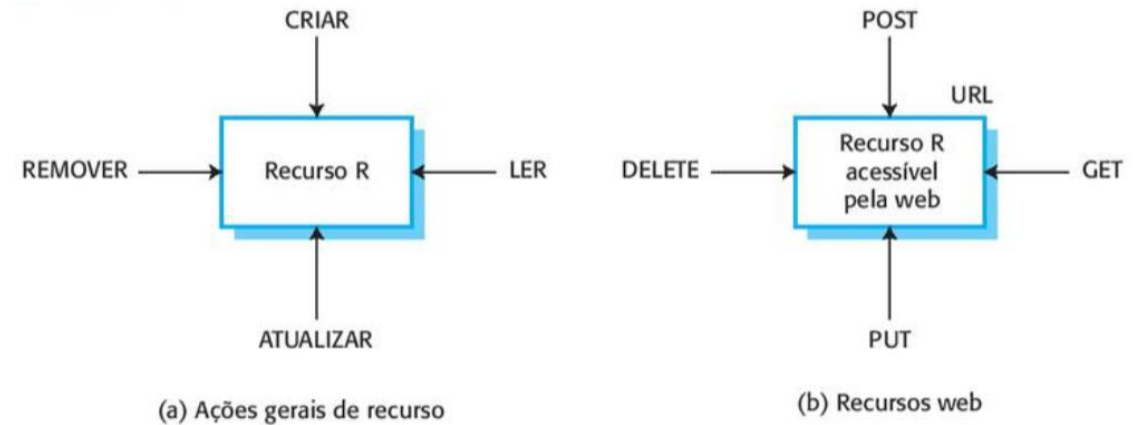 CRIAR
REMOVER
Recurso R
LER
ATUALIZAR
(a) Ações gerais de recurso
POST
URL
DELETE
Recurso R
acessível
pela web
GET
PUT
(b) Recursos web